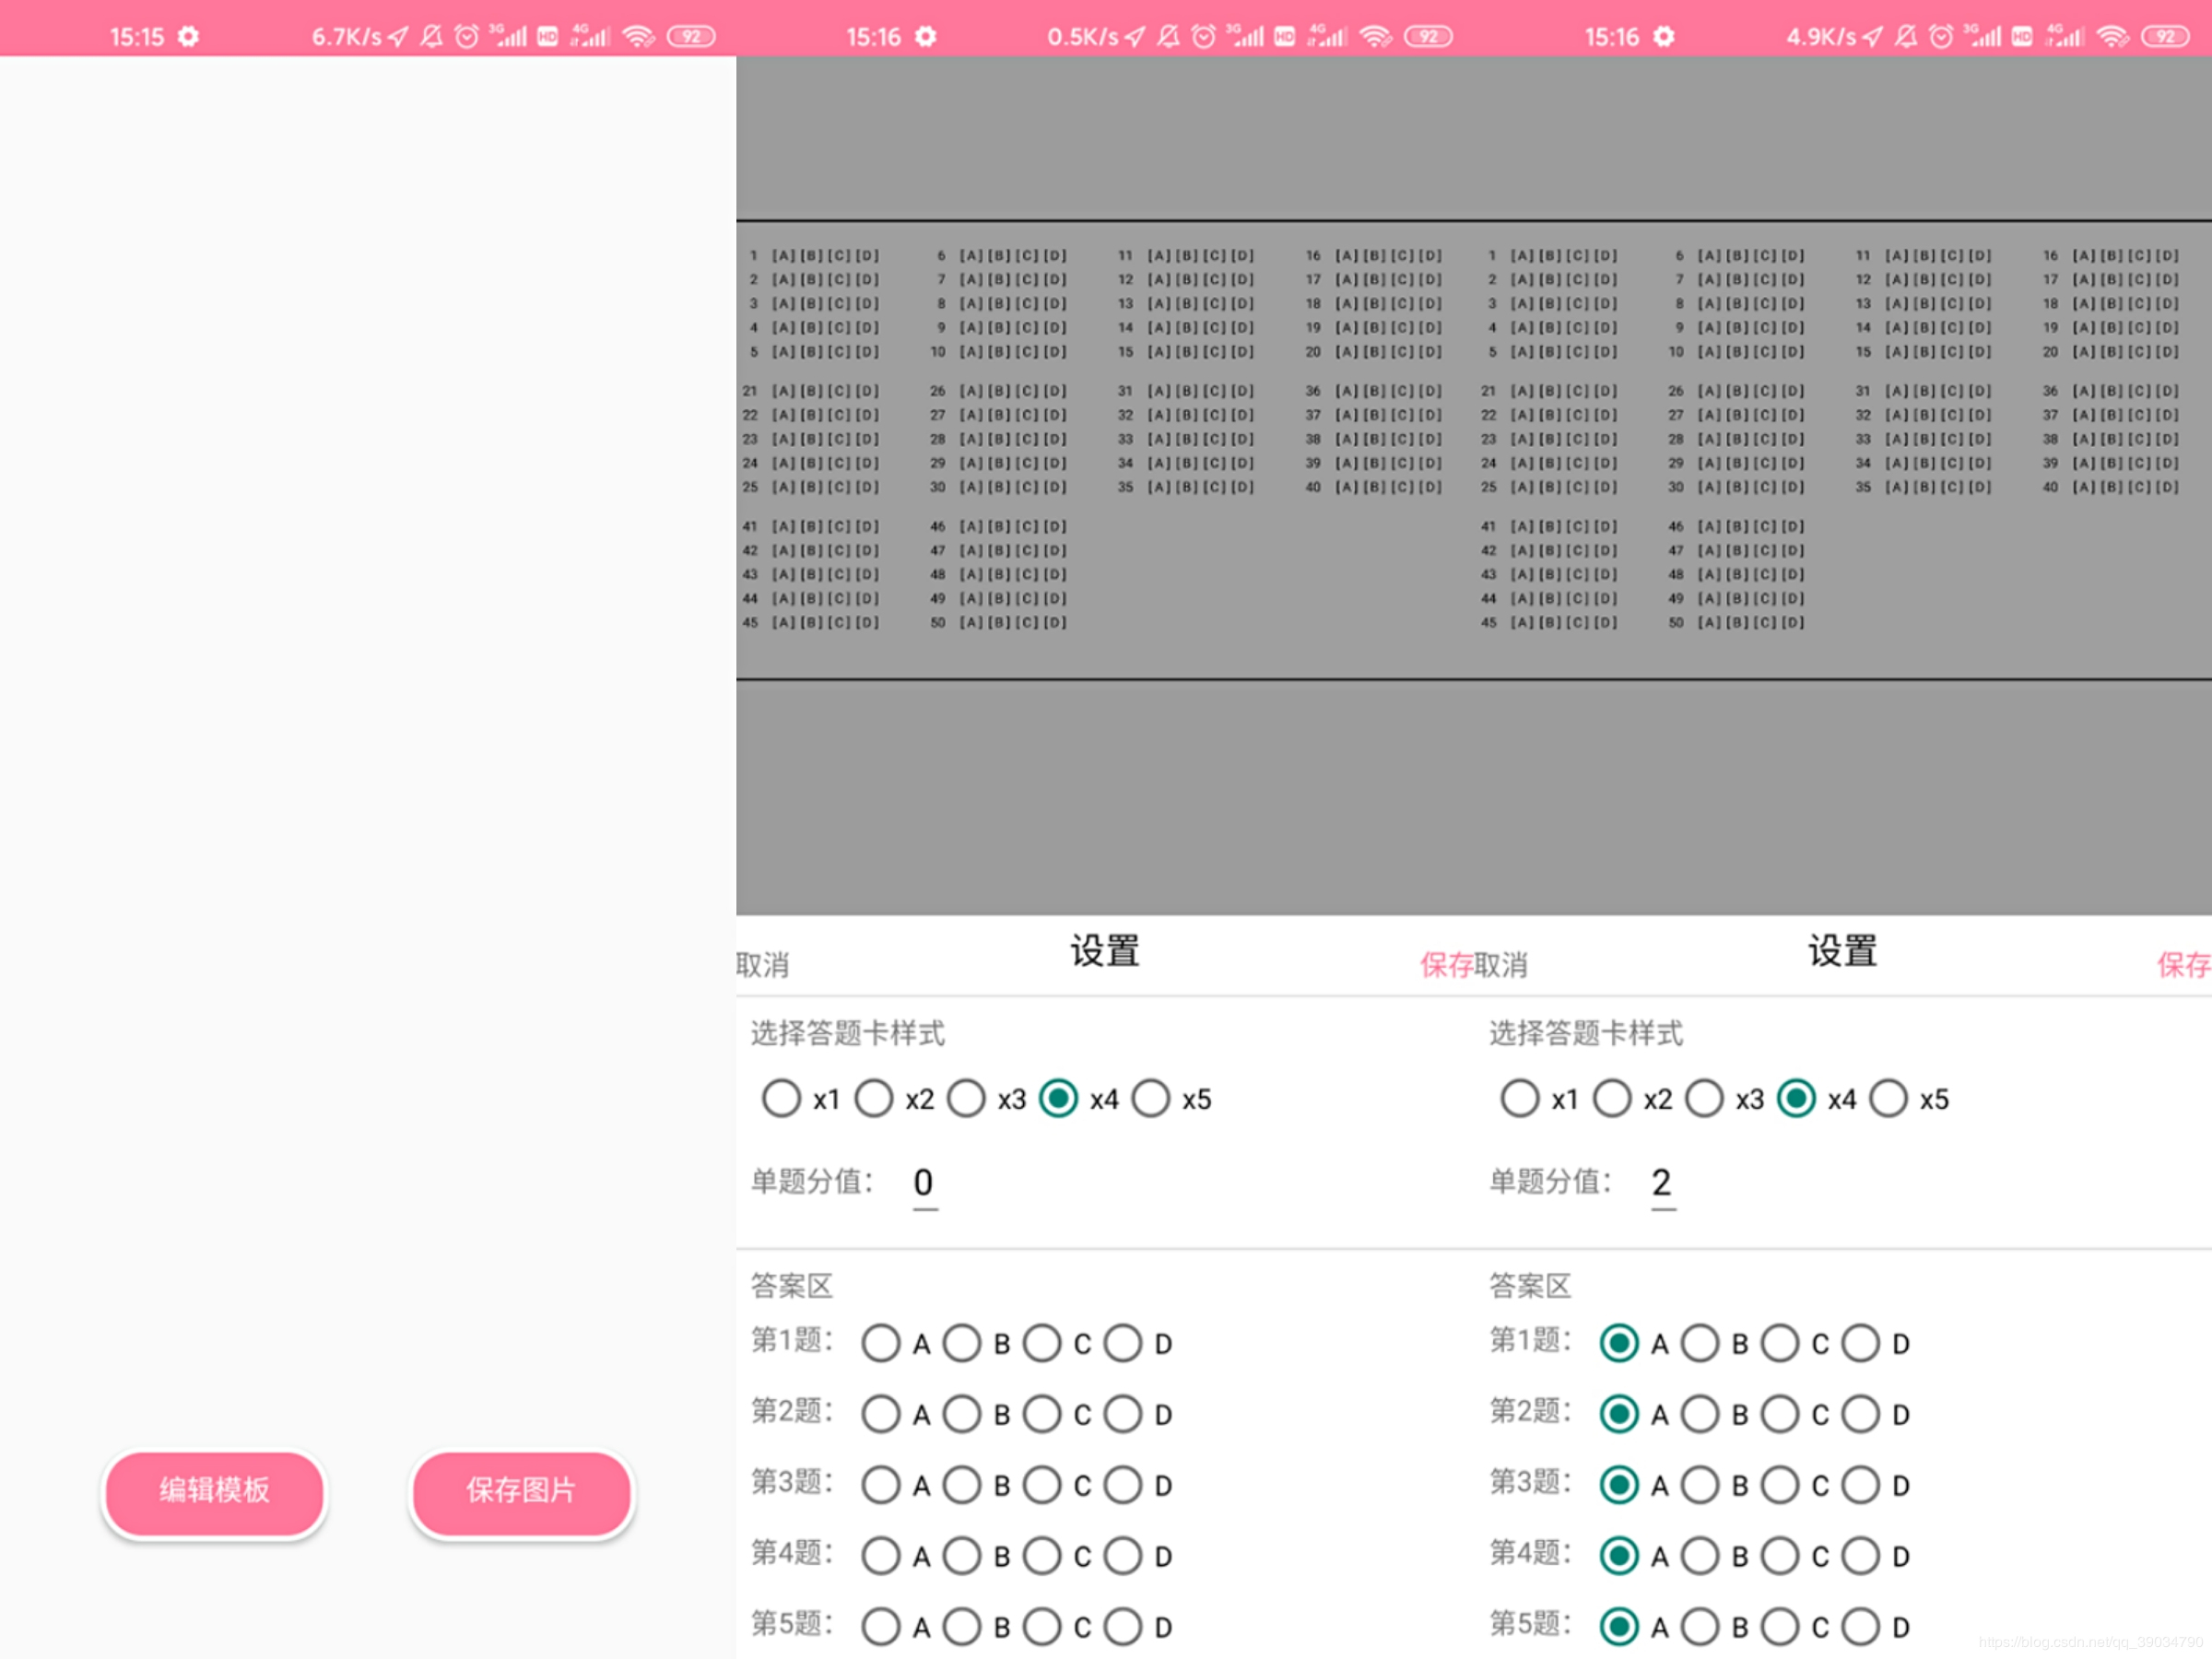 15:15 6.7K/s 3G HD 4G 92
编辑模板
保存图片
15:16 0.5K/s 3G HD 4G 92
1 [A][B][C][D] 6 [A][B][C][D] 11 [A][B][C][D] 16 [A][B][C][D]
2 [A][B][C][D] 7 [A][B][C][D] 12 [A][B][C][D] 17 [A][B][C][D]
3 [A][B][C][D] 8 [A][B][C][D] 13 [A][B][C][D] 18 [A][B][C][D]
4 [A][B][C][D] 9 [A][B][C][D] 14 [A][B][C][D] 19 [A][B][C][D]
5 [A][B][C][D] 10 [A][B][C][D] 15 [A][B][C][D] 20 [A][B][C][D]
21 [A][B][C][D] 26 [A][B][C][D] 31 [A][B][C][D] 36 [A][B][C][D]
22 [A][B][C][D] 27 [A][B][C][D] 32 [A][B][C][D] 37 [A][B][C][D]
23 [A][B][C][D] 28 [A][B][C][D] 33 [A][B][C][D] 38 [A][B][C][D]
24 [A][B][C][D] 29 [A][B][C][D] 34 [A][B][C][D] 39 [A][B][C][D]
25 [A][B][C][D] 30 [A][B][C][D] 35 [A][B][C][D] 40 [A][B][C][D]
41 [A][B][C][D] 46 [A][B][C][D]
42 [A][B][C][D] 47 [A][B][C][D]
43 [A][B][C][D] 48 [A][B][C][D]
44 [A][B][C][D] 49 [A][B][C][D]
45 [A][B][C][D] 50 [A][B][C][D]
取消 设置 保存
选择答题卡样式
x1 x2 x3 x4 x5
单题分值： 0
答案区
第1题： A B C D
第2题： A B C D
第3题： A B C D
第4题： A B C D
第5题： A B C D
15:16 4.9K/s 3G HD 4G 92
1 [A][B][C][D] 6 [A][B][C][D] 11 [A][B][C][D] 16 [A][B][C][D]
2 [A][B][C][D] 7 [A][B][C][D] 12 [A][B][C][D] 17 [A][B][C][D]
3 [A][B][C][D] 8 [A][B][C][D] 13 [A][B][C][D] 18 [A][B][C][D]
4 [A][B][C][D] 9 [A][B][C][D] 14 [A][B][C][D] 19 [A][B][C][D]
5 [A][B][C][D] 10 [A][B][C][D] 15 [A][B][C][D] 20 [A][B][C][D]
21 [A][B][C][D] 26 [A][B][C][D] 31 [A][B][C][D] 36 [A][B][C][D]
22 [A][B][C][D] 27 [A][B][C][D] 32 [A][B][C][D] 37 [A][B][C][D]
23 [A][B][C][D] 28 [A][B][C][D] 33 [A][B][C][D] 38 [A][B][C][D]
24 [A][B][C][D] 29 [A][B][C][D] 34 [A][B][C][D] 39 [A][B][C][D]
25 [A][B][C][D] 30 [A][B][C][D] 35 [A][B][C][D] 40 [A][B][C][D]
41 [A][B][C][D] 46 [A][B][C][D]
42 [A][B][C][D] 47 [A][B][C][D]
43 [A][B][C][D] 48 [A][B][C][D]
44 [A][B][C][D] 49 [A][B][C][D]
45 [A][B][C][D] 50 [A][B][C][D]
取消 设置 保存
选择答题卡样式
x1 x2 x3 x4 x5
单题分值： 2
答案区
第1题： A B C D
第2题： A B C D
第3题： A B C D
第4题： A B C D
第5题： A B C D
https://blog.csdn.net/qq_39034790